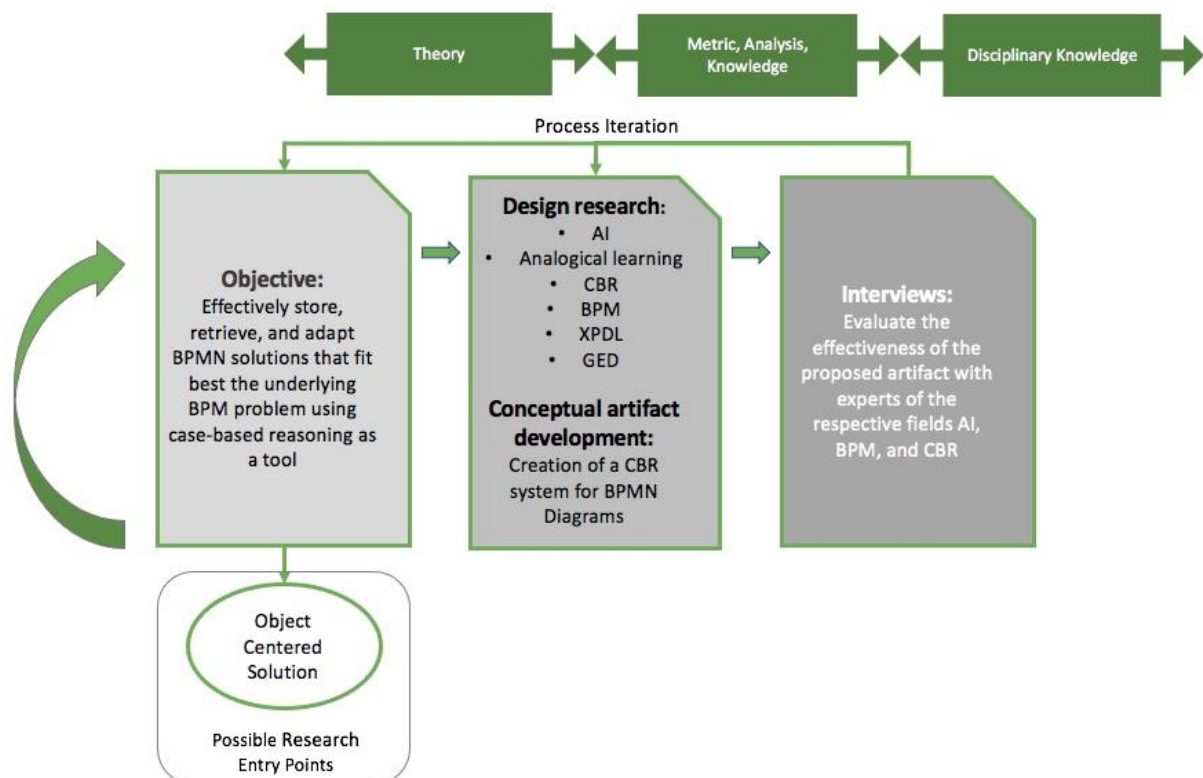 Theory
Metric, Analysis,
Knowledge
Disciplinary Knowledge
Process Iteration
Objective:
Effectively store,
retrieve, and adapt
BPMN solutions that fit
best the underlying
BPM problem using
case-based reasoning as
a tool
Design research:
• AI
• Analogical learning
• CBR
• BPM
• XPDL
• GED
Conceptual artifact
development:
Creation of a CBR
system for BPMN
Diagrams
Interviews:
Evaluate the
effectiveness of the
proposed artifact with
experts of the
respective fields AI,
BPM, and CBR
Object
Centered
Solution
Possible Research
Entry Points